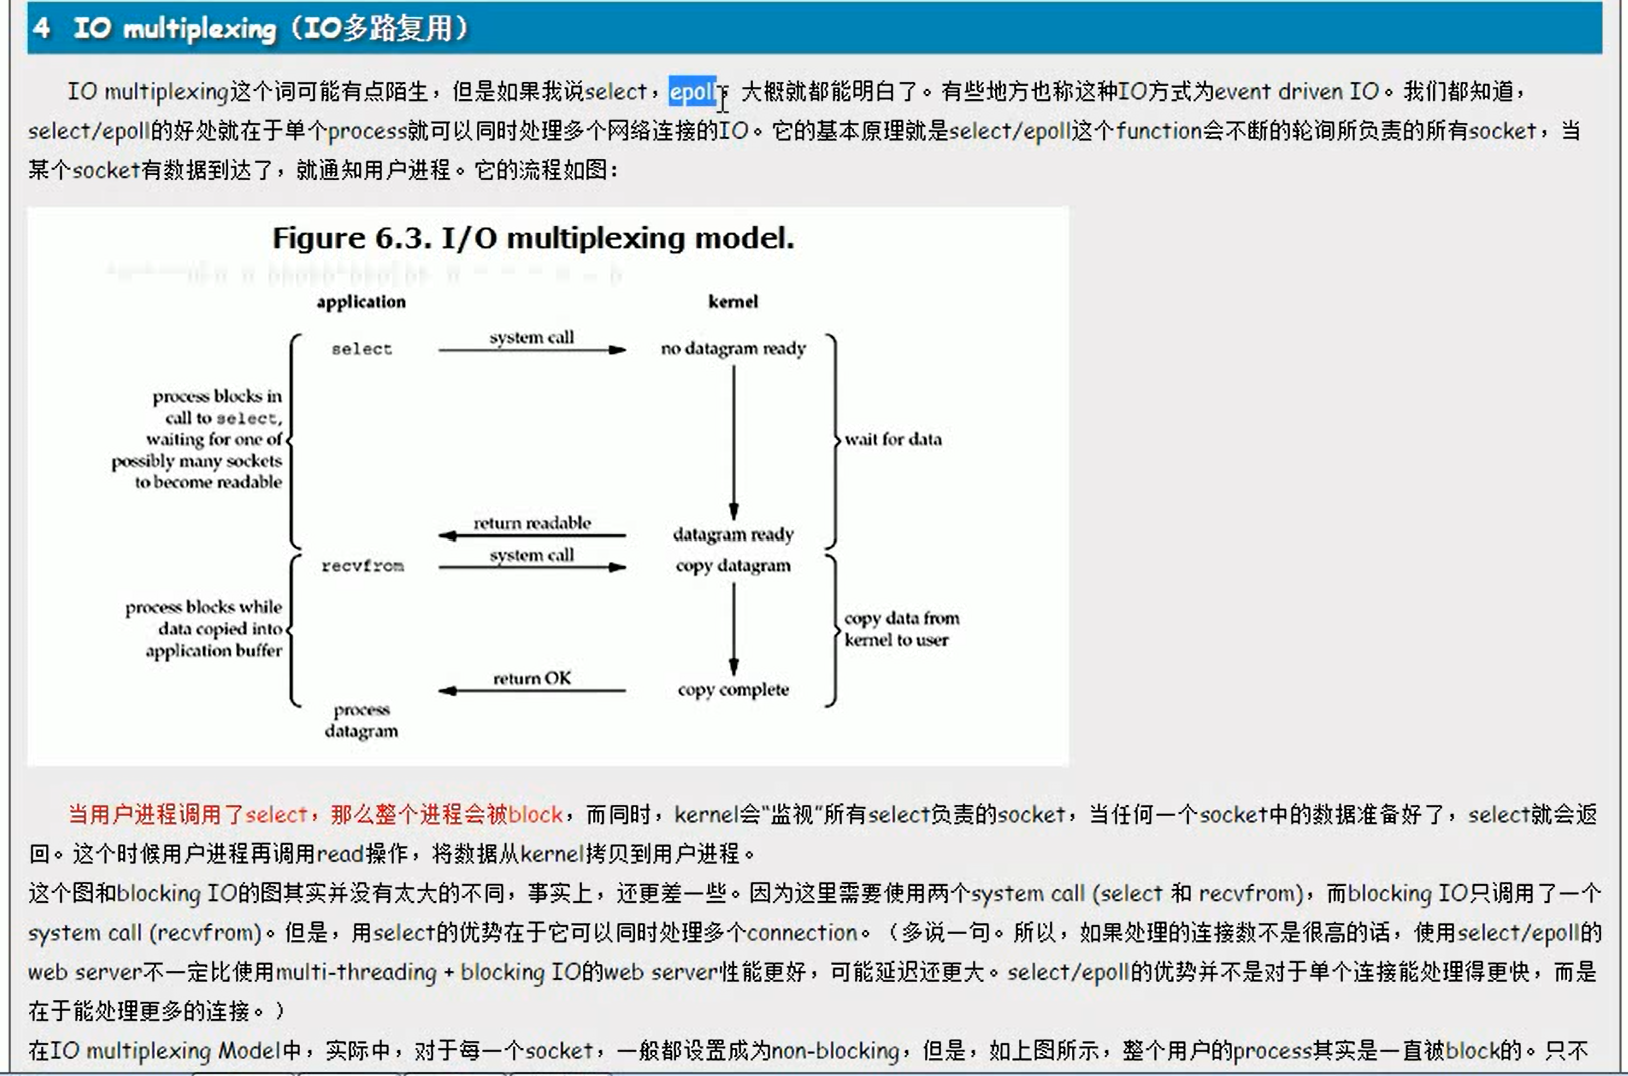 4 IO multiplexing（IO多路复用）
IO multiplexing这个词可能有点陌生，但是如果我说select，epoll，大概就都能明白了。有些地方也称这种IO方式为event driven IO。我们都知道，
select/epoll的好处就在于单个process就可以同时处理多个网络连接的IO。它的基本原理就是select/epoll这个function会不断的轮询所负责的所有socket，当
某个socket有数据到达了，就通知用户进程。它的流程如图：
Figure 6.3. I/O multiplexing model.
application
kernel
select
system call
no datagram ready
process blocks in
call to select,
waiting for one of
possibly many sockets
to become readable
wait for data
return readable
datagram ready
recvfrom
system call
copy datagram
process blocks while
data copied into
application buffer
copy data from
kernel to user
return OK
copy complete
process
datagram
当用户进程调用了select，那么整个进程会被block，而同时，kernel会“监视”所有select负责的socket，当任何一个socket中的数据准备好了，select就会返
回。这个时候用户进程再调用read操作，将数据从kernel拷贝到用户进程。
这个图和blocking IO的图其实并没有太大的不同，事实上，还更差一些。因为这里需要使用两个system call (select 和 recvfrom)，而blocking IO只调用了一个
system call (recvfrom)。但是，用select的优势在于它可以同时处理多个connection。（多说一句。所以，如果处理的连接数不是很高的话，使用select/epoll的
web server不一定比使用multi-threading + blocking IO的web server性能更好，可能延迟还更大。select/epoll的优势并不是对于单个连接能处理得更快，而是
在于能处理更多的连接。）
在IO multiplexing Model中，实际中，对于每一个socket，一般都设置成为non-blocking，但是，如上图所示，整个用户的process其实是一直被block的。只不